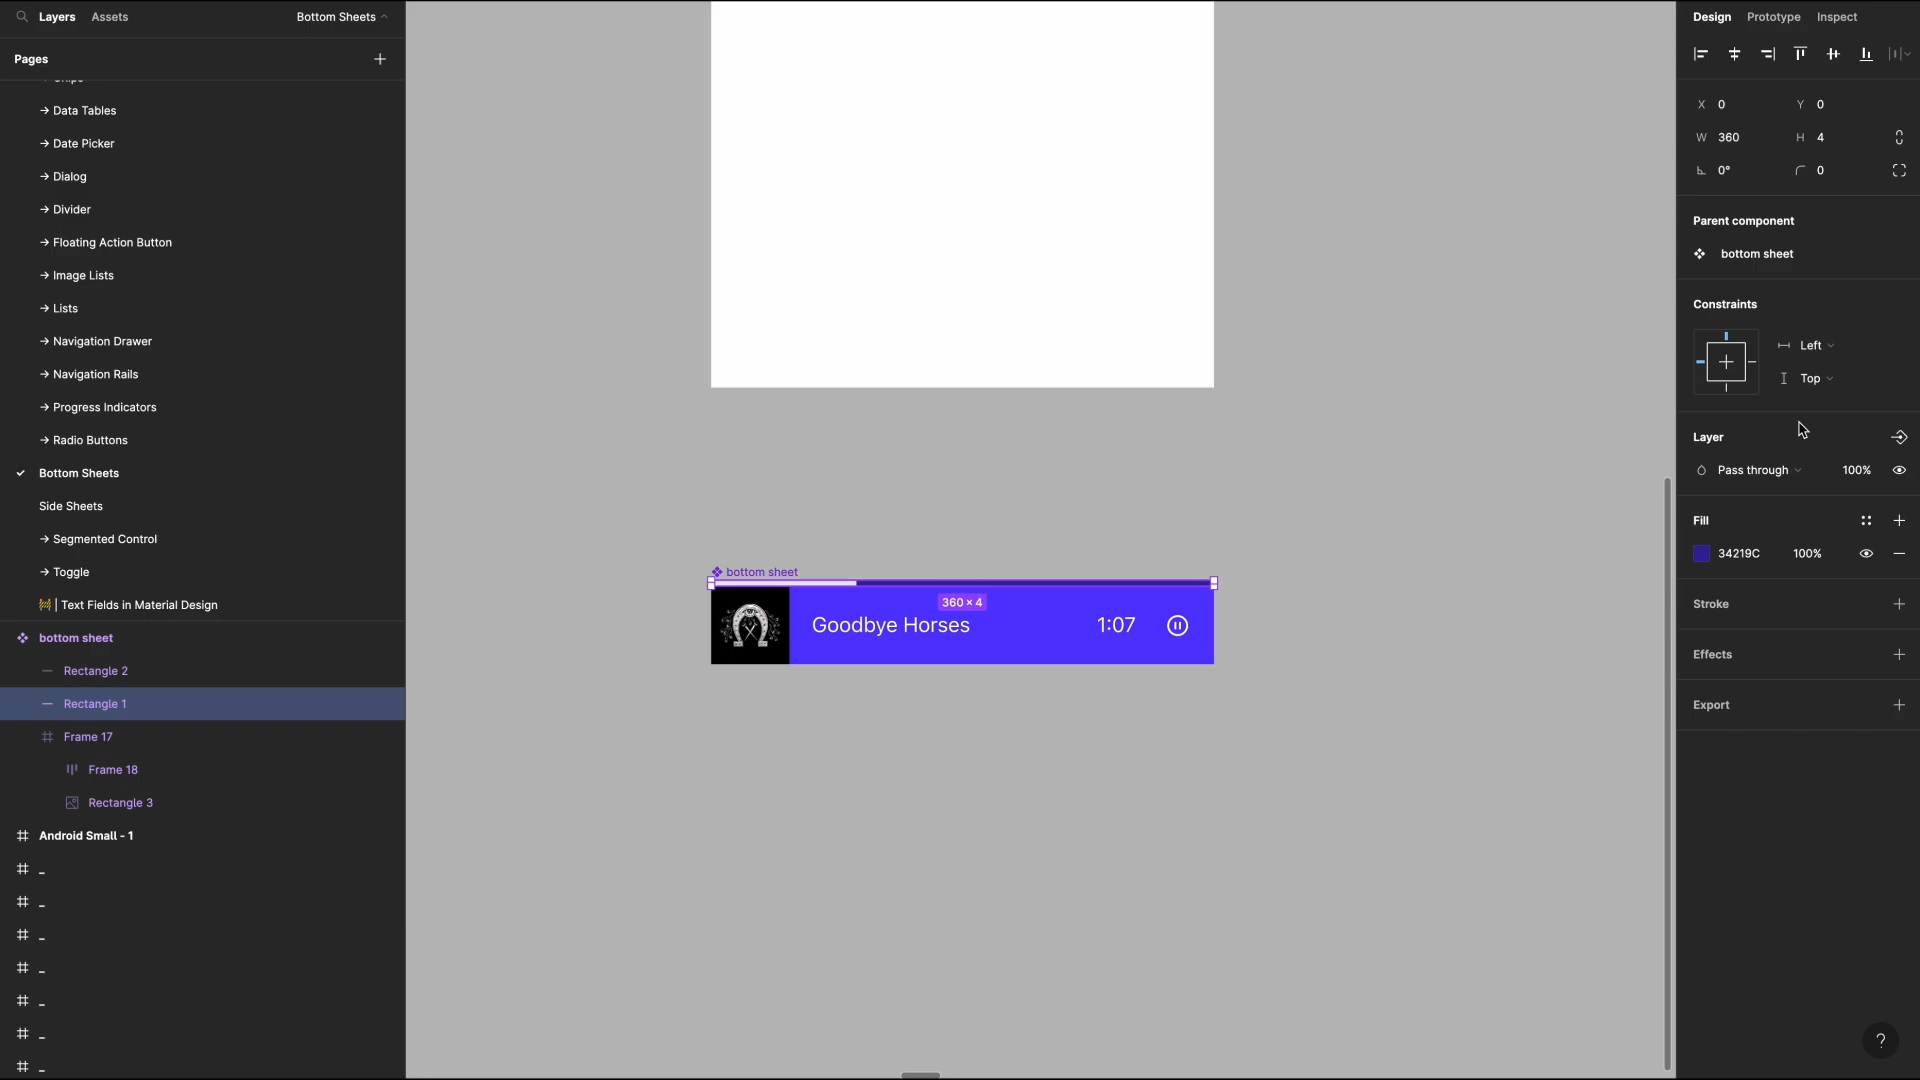 Layers Assets Bottom Sheets
Pages
→ Data Tables
→ Date Picker
→ Dialog
→ Divider
→ Floating Action Button
→ Image Lists
→ Lists
→ Navigation Drawer
→ Navigation Rails
→ Progress Indicators
→ Radio Buttons
Bottom Sheets
Side Sheets
→ Segmented Control
→ Toggle
🚧 | Text Fields in Material Design
bottom sheet
Rectangle 2
Rectangle 1
Frame 17
Frame 18
Rectangle 3
Android Small - 1
_
_
_
_
_
_
_
bottom sheet
360 × 4
Goodbye Horses 1:07
Design Prototype Inspect
X 0 Y 0
W 360 H 4
0° 0
Parent component
bottom sheet
Constraints
Left
Top
Layer
Pass through 100%
Fill
34219C 100%
Stroke
Effects
Export
?